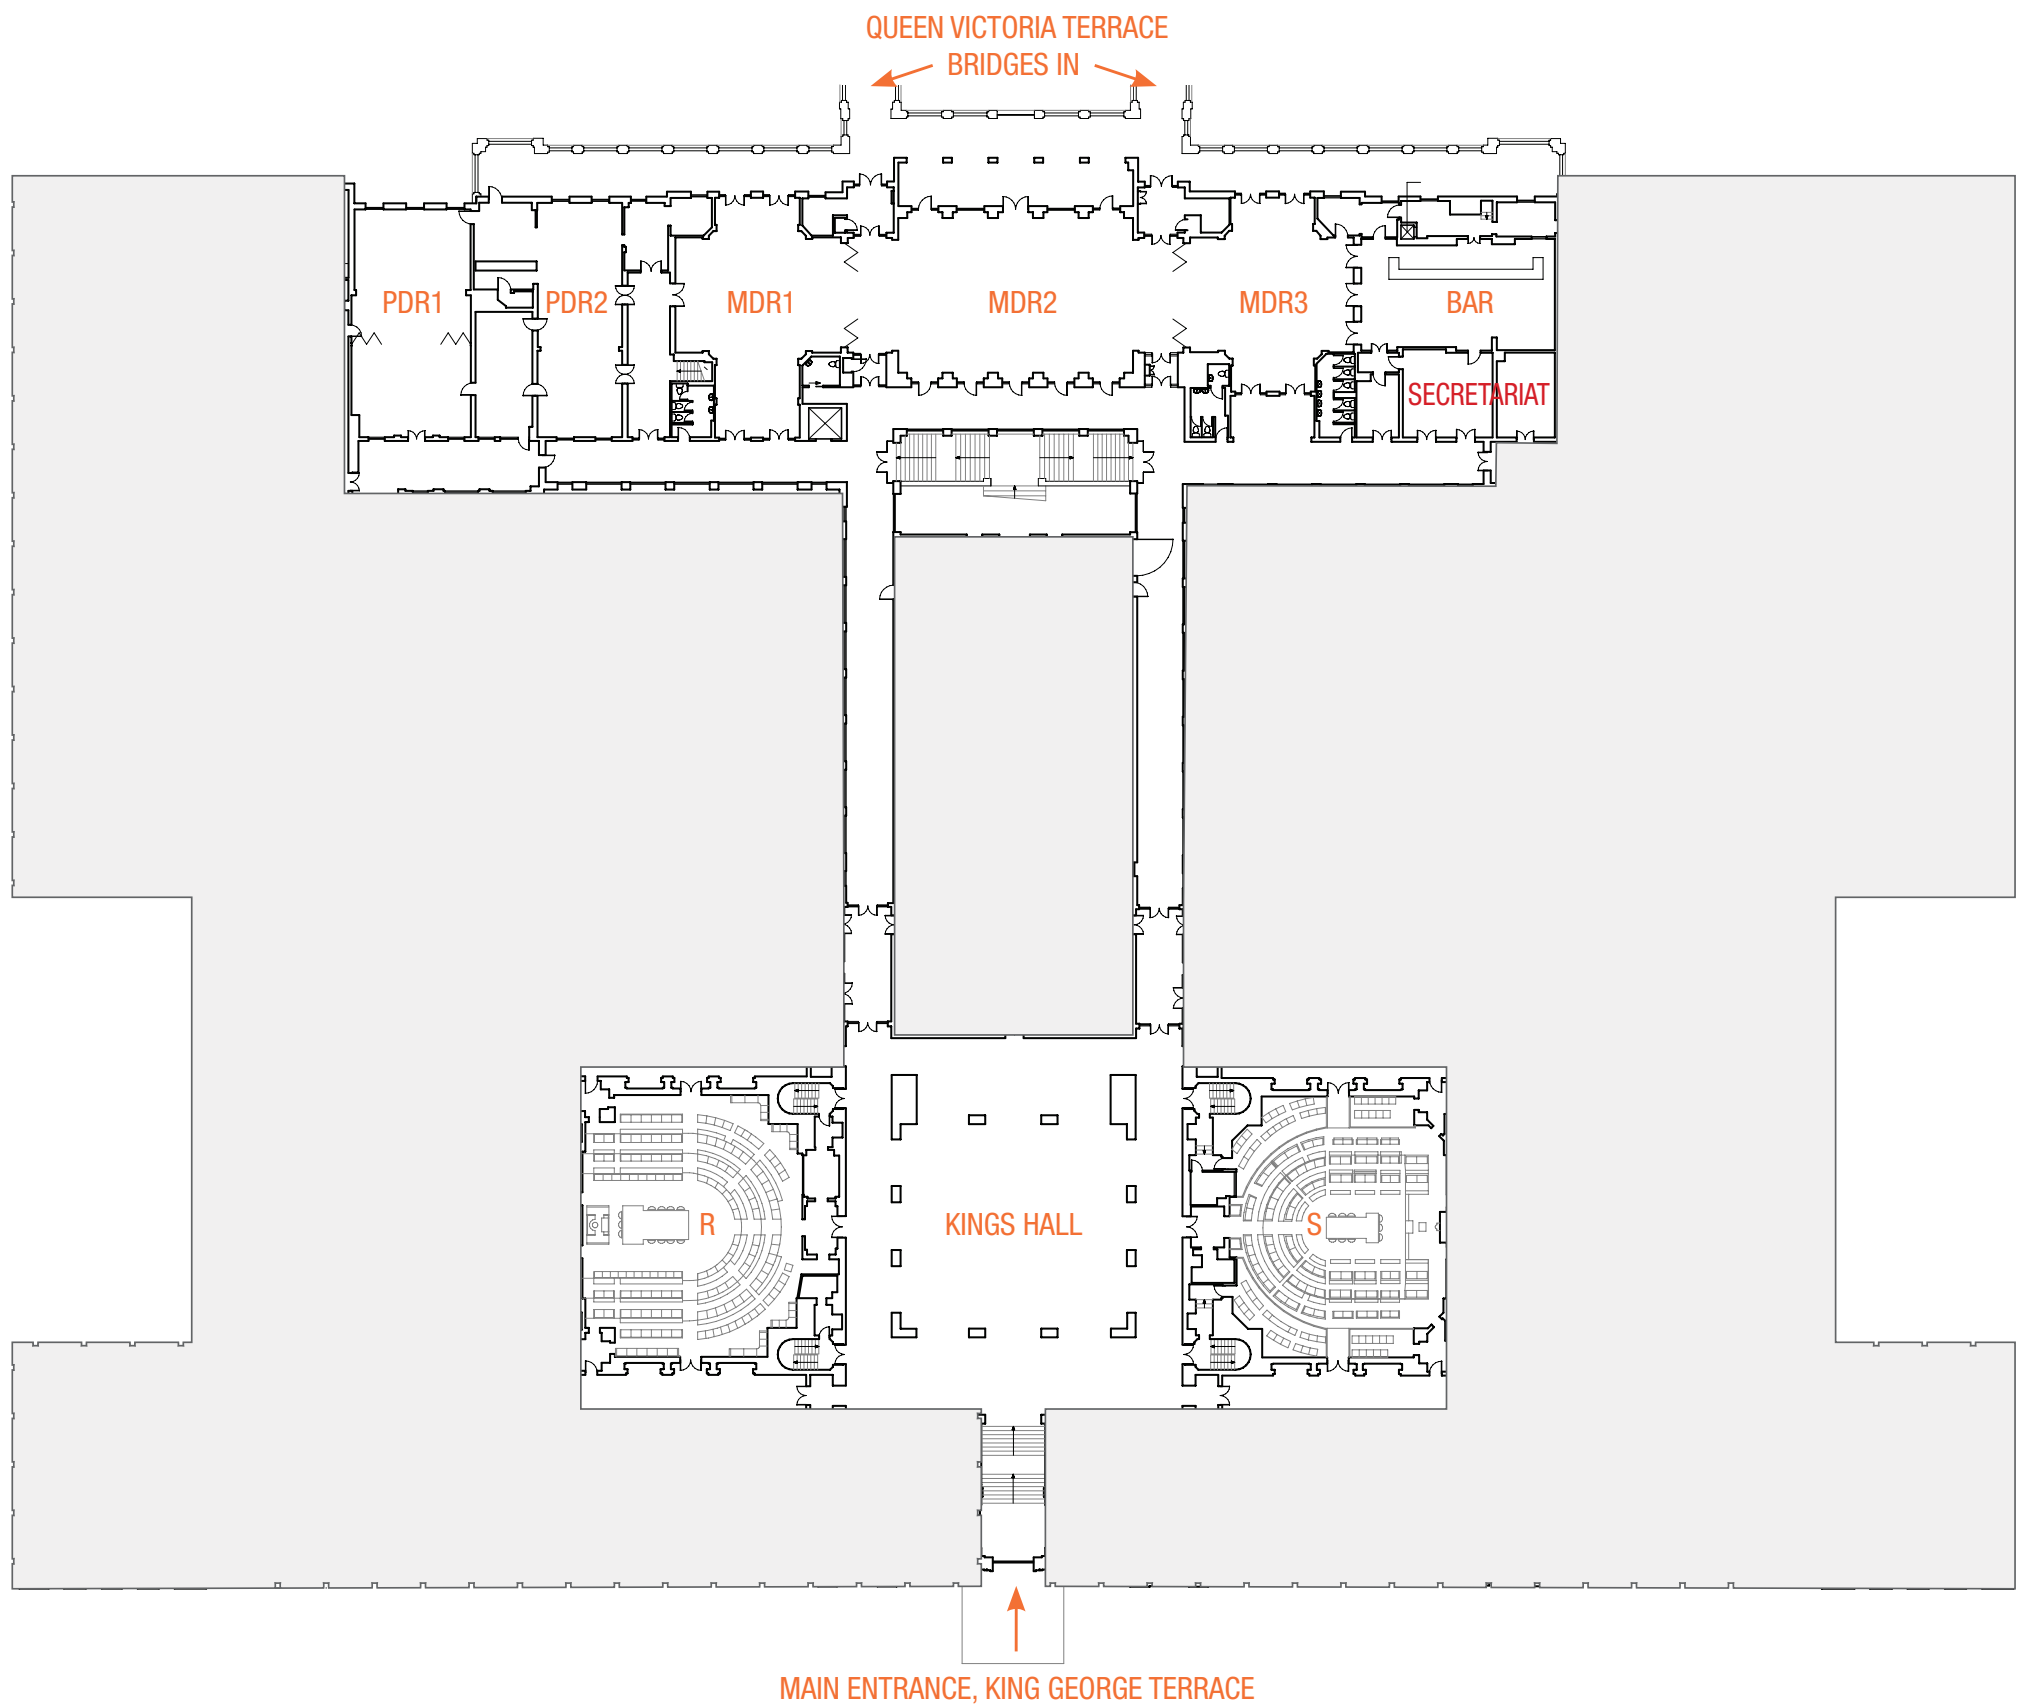 QUEEN VICTORIA TERRACE
BRIDGES IN
PDR1
PDR2
MDR1
MDR2
MDR3
BAR
SECRETARIAT
R
KINGS HALL
S
MAIN ENTRANCE, KING GEORGE TERRACE